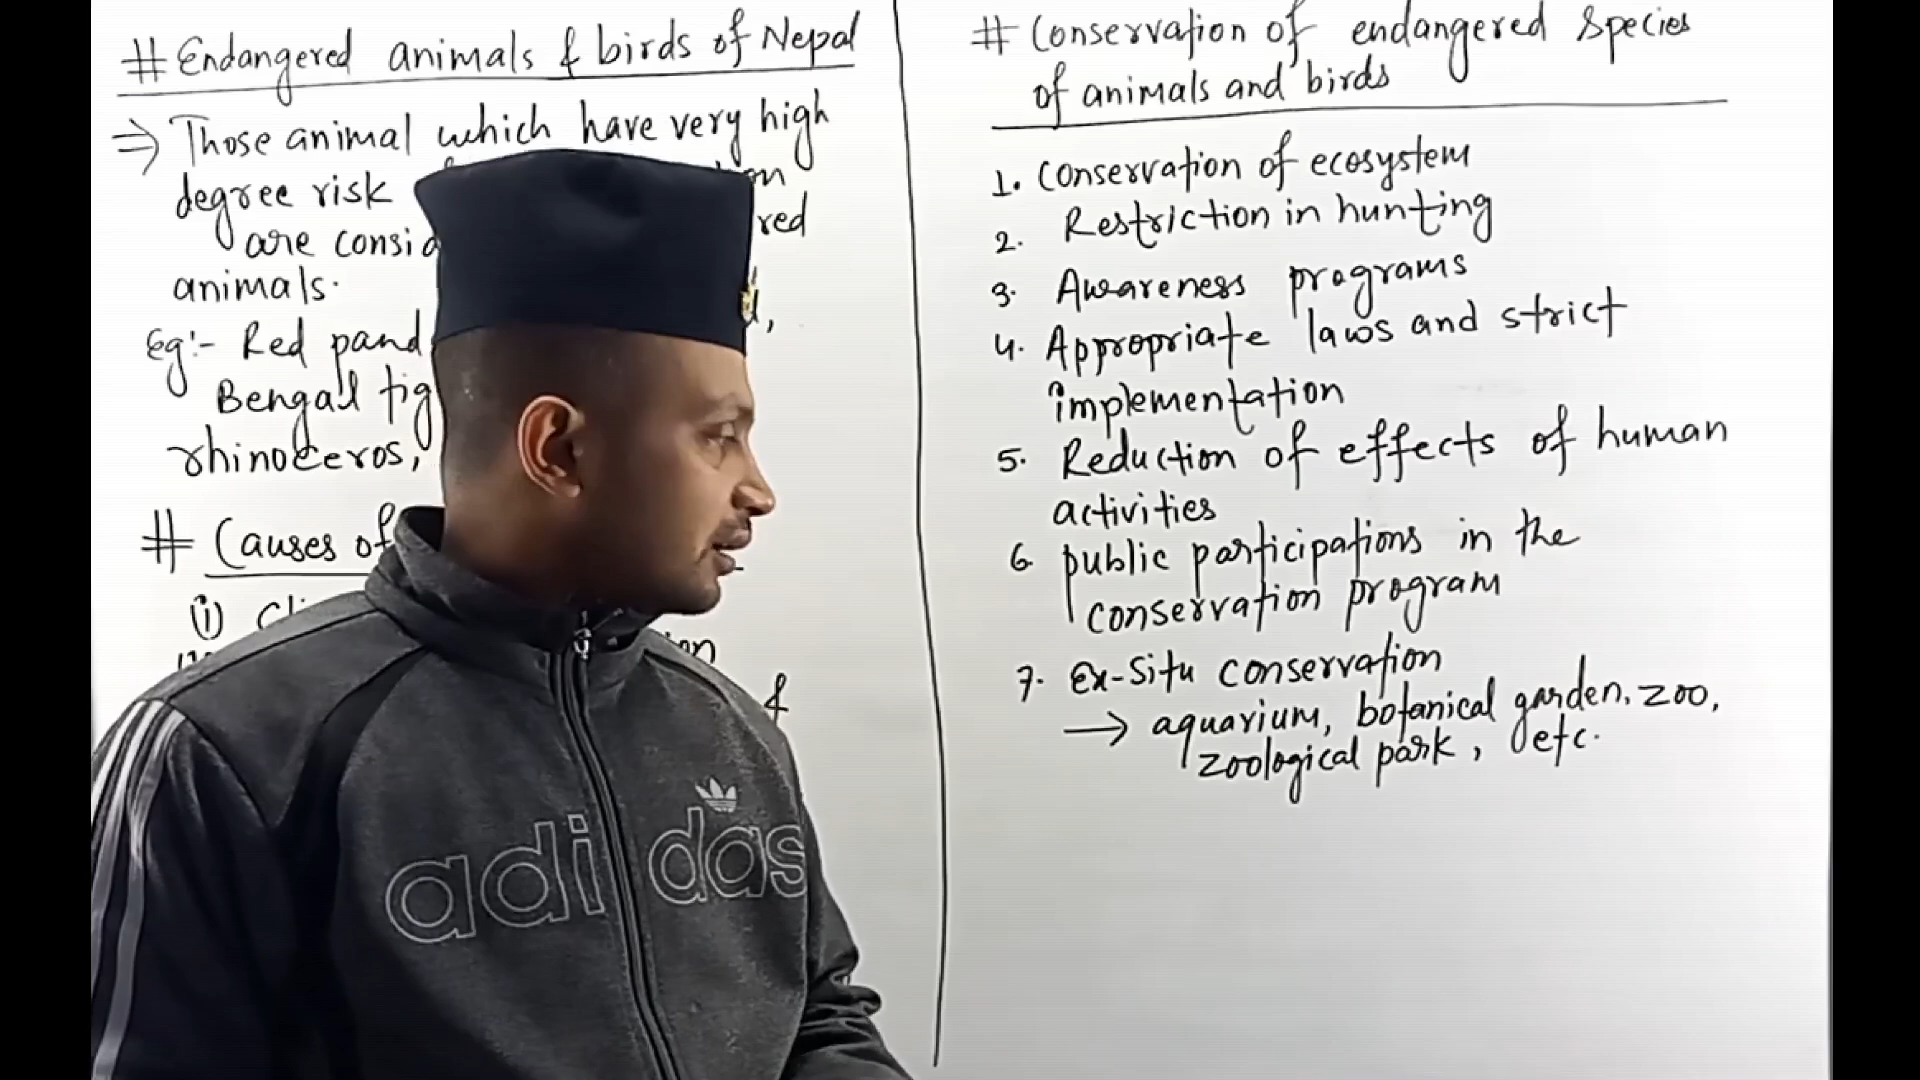 # Endangered animals & birds of Nepal
⇒ Those animal which have very high
degree risk
are
red
animals.
Eg:- Red
Bengal
rhinoceros,
# Causes of
(i)
&
# Conservation of endangered species
of animals and birds
1. Conservation of ecosystem
2. Restriction in hunting
3. Awareness programs
4. Appropriate laws and strict
implementation
5. Reduction of effects of human
activities
6 public participations in the
conservation program
7. Ex-Situ conservation
→ aquarium, botanical garden, zoo,
zoological park, etc.
adidas